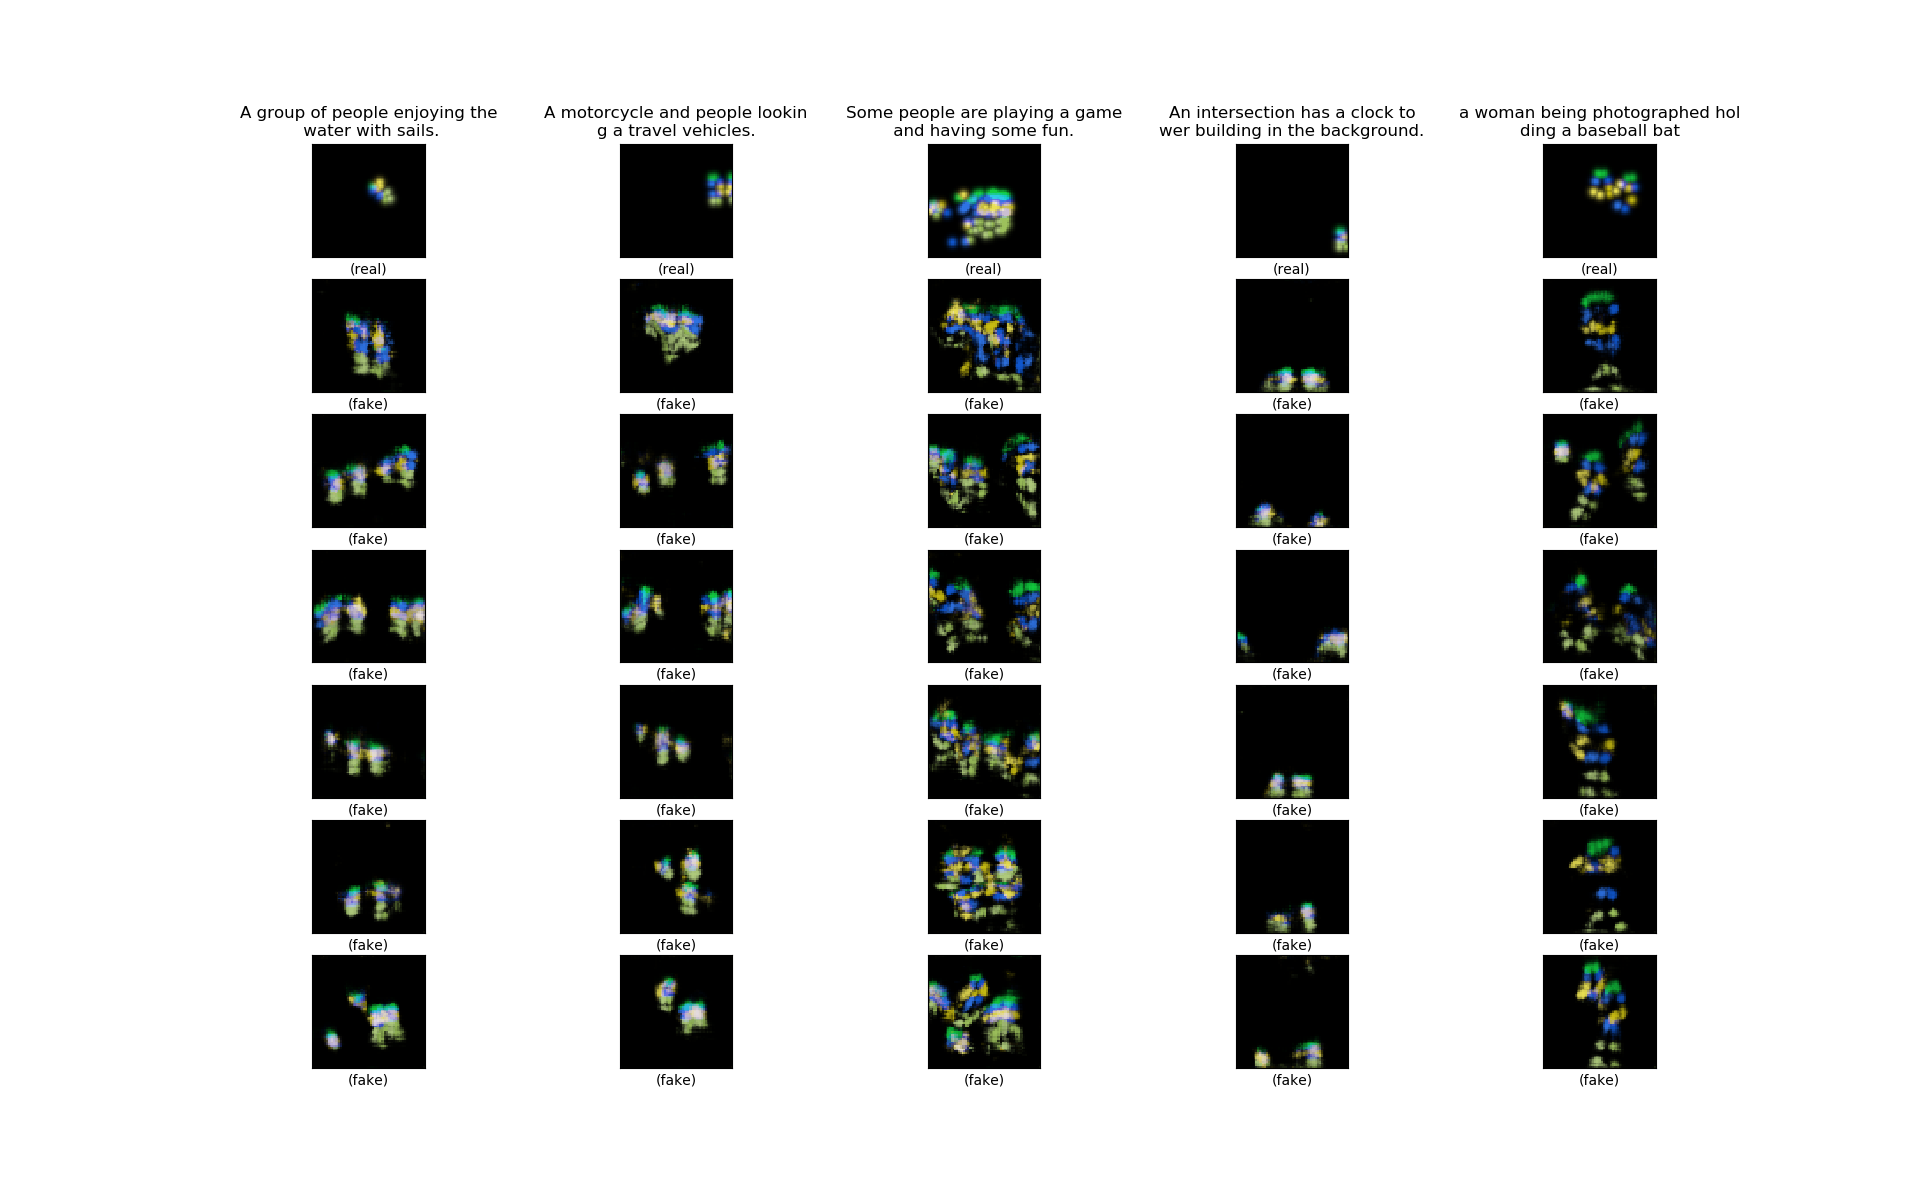 A group of people enjoying the
water with sails.
A motorcycle and people lookin
g a travel vehicles.
Some people are playing a game
and having some fun.
An intersection has a clock to
wer building in the background.
a woman being photographed hol
ding a baseball bat
(real) (real) (real) (real) (real)
(fake) (fake) (fake) (fake) (fake)
(fake) (fake) (fake) (fake) (fake)
(fake) (fake) (fake) (fake) (fake)
(fake) (fake) (fake) (fake) (fake)
(fake) (fake) (fake) (fake) (fake)
(fake) (fake) (fake) (fake) (fake)